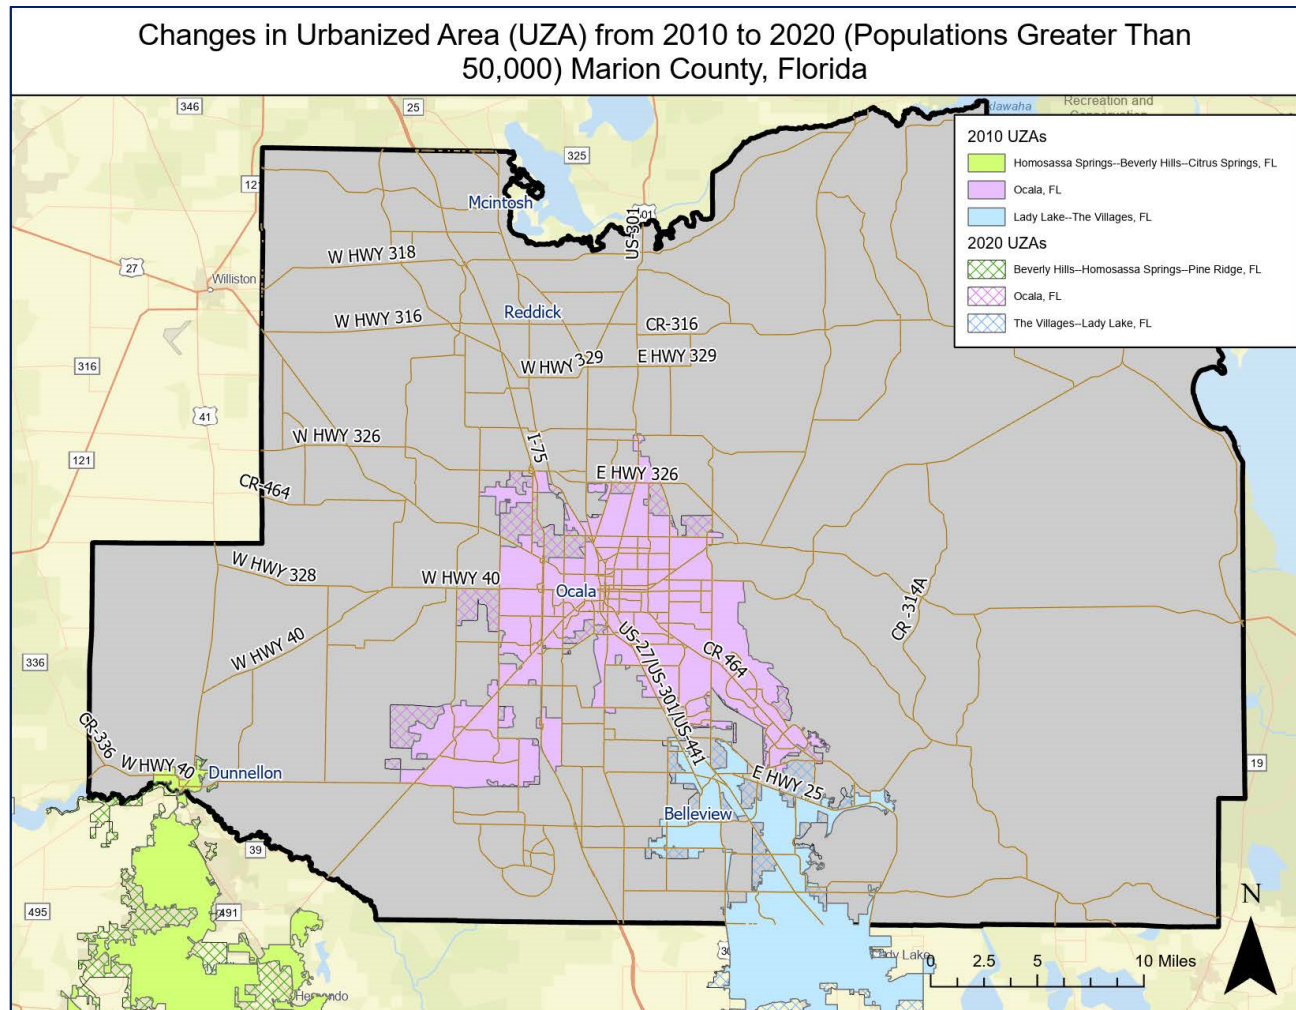 Changes in Urbanized Area (UZA) from 2010 to 2020 (Populations Greater Than
50,000) Marion County, Florida
346
25
Recreation and
2010 UZAs
Homosassa Springs--Beverly Hills--Citrus Springs, FL
Ocala, FL
Lady Lake--The Villages, FL
2020 UZAs
Beverly Hills--Homosassa Springs--Pine Ridge, FL
Ocala, FL
The Villages--Lady Lake, FL
325
Mcintosh
US-301
W HWY 318
27
Williston
Reddick
W HWY 316
CR-316
W HWY 329
E HWY 329
316
41
W HWY 326
I-75
121
E HWY 326
CR-464
W HWY 328
W HWY 40
Ocala
CR-314A
W HWY 40
US-27/US-301/US-441
CR 464
336
CR-336
W HWY 40
Dunnellon
E HWY 25
19
Belleview
39
495
491
N
Lady Lake
0 2.5 5 10 Miles
Hernando